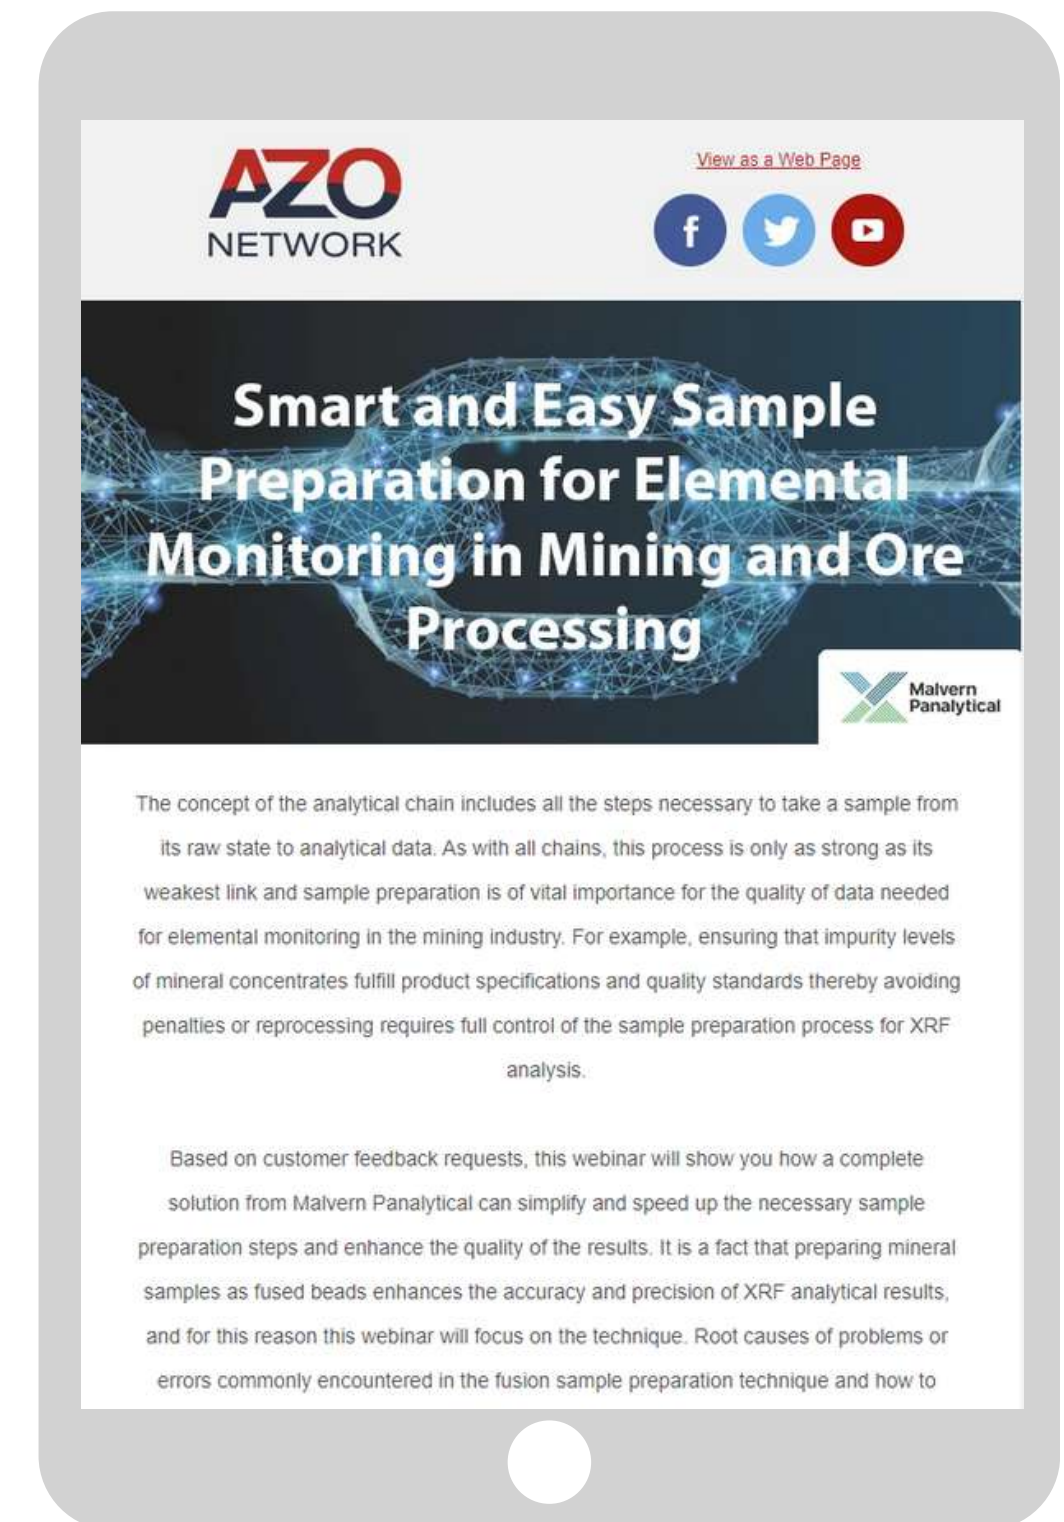 AZO
NETWORK
View as a Web Page
f
Smart and Easy Sample
Preparation for Elemental
Monitoring in Mining and Ore
Processing
Malvern
Panalytical
The concept of the analytical chain includes all the steps necessary to take a sample from
its raw state to analytical data. As with all chains, this process is only as strong as its
weakest link and sample preparation is of vital importance for the quality of data needed
for elemental monitoring in the mining industry. For example, ensuring that impurity levels
of mineral concentrates fulfill product specifications and quality standards thereby avoiding
penalties or reprocessing requires full control of the sample preparation process for XRF
analysis.
Based on customer feedback requests, this webinar will show you how a complete
solution from Malvern Panalytical can simplify and speed up the necessary sample
preparation steps and enhance the quality of the results. It is a fact that preparing mineral
samples as fused beads enhances the accuracy and precision of XRF analytical results,
and for this reason this webinar will focus on the technique. Root causes of problems or
errors commonly encountered in the fusion sample preparation technique and how to